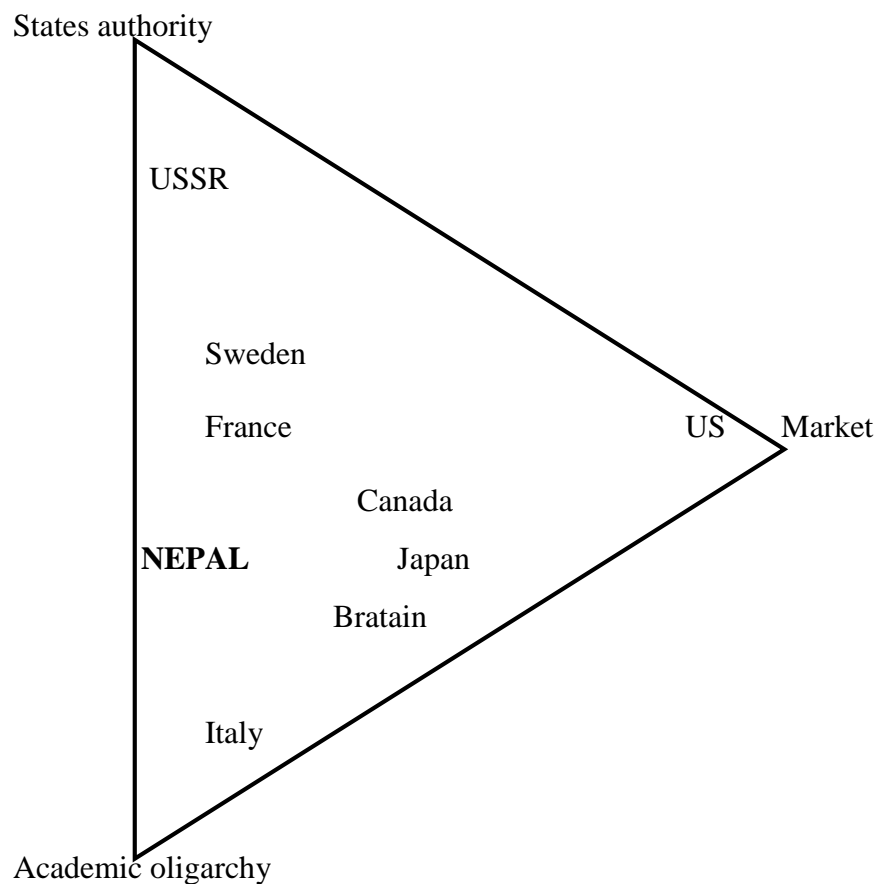 States authority
USSR
Sweden
France
US
Market
Canada
NEPAL
Japan
Bratain
Italy
Academic oligarchy